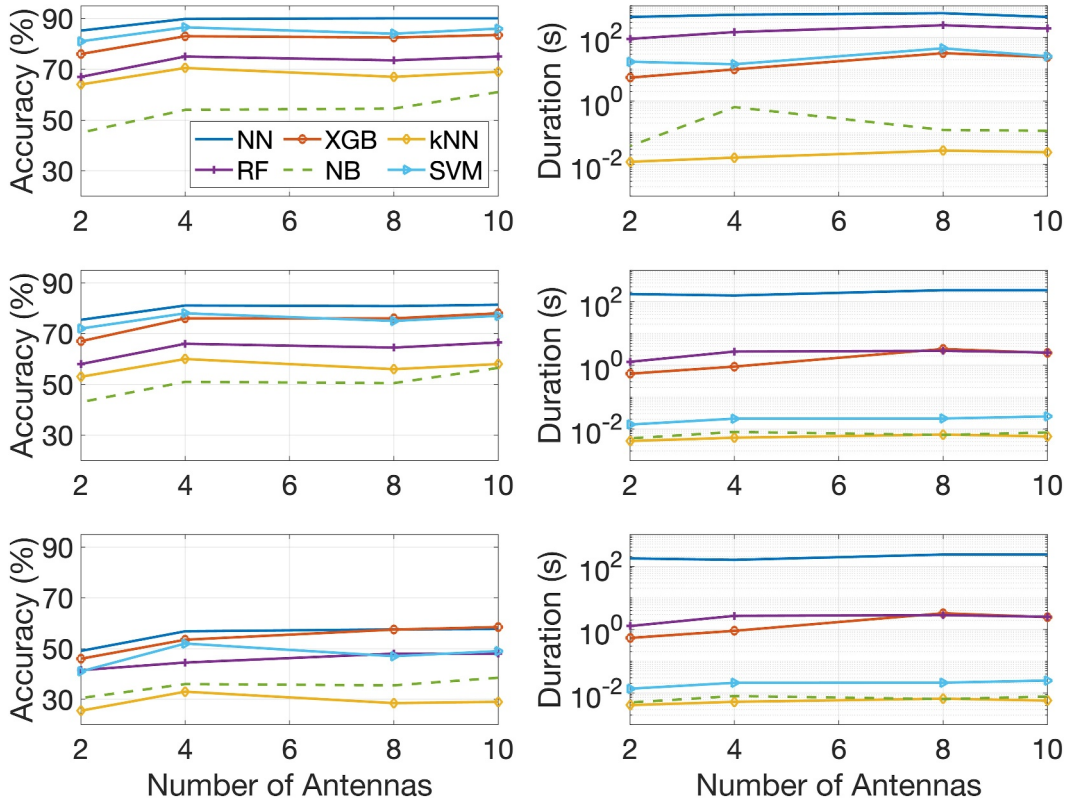 Accuracy (%)
90
70
50
30
NN XGB kNN
RF NB SVM
2 4 6 8 10
Duration (s)
10^2
10^0
10^-2
2 4 6 8 10
Accuracy (%)
90
70
50
30
2 4 6 8 10
Duration (s)
10^2
10^0
10^-2
2 4 6 8 10
Accuracy (%)
90
70
50
30
2 4 6 8 10
Number of Antennas
Duration (s)
10^2
10^0
10^-2
2 4 6 8 10
Number of Antennas